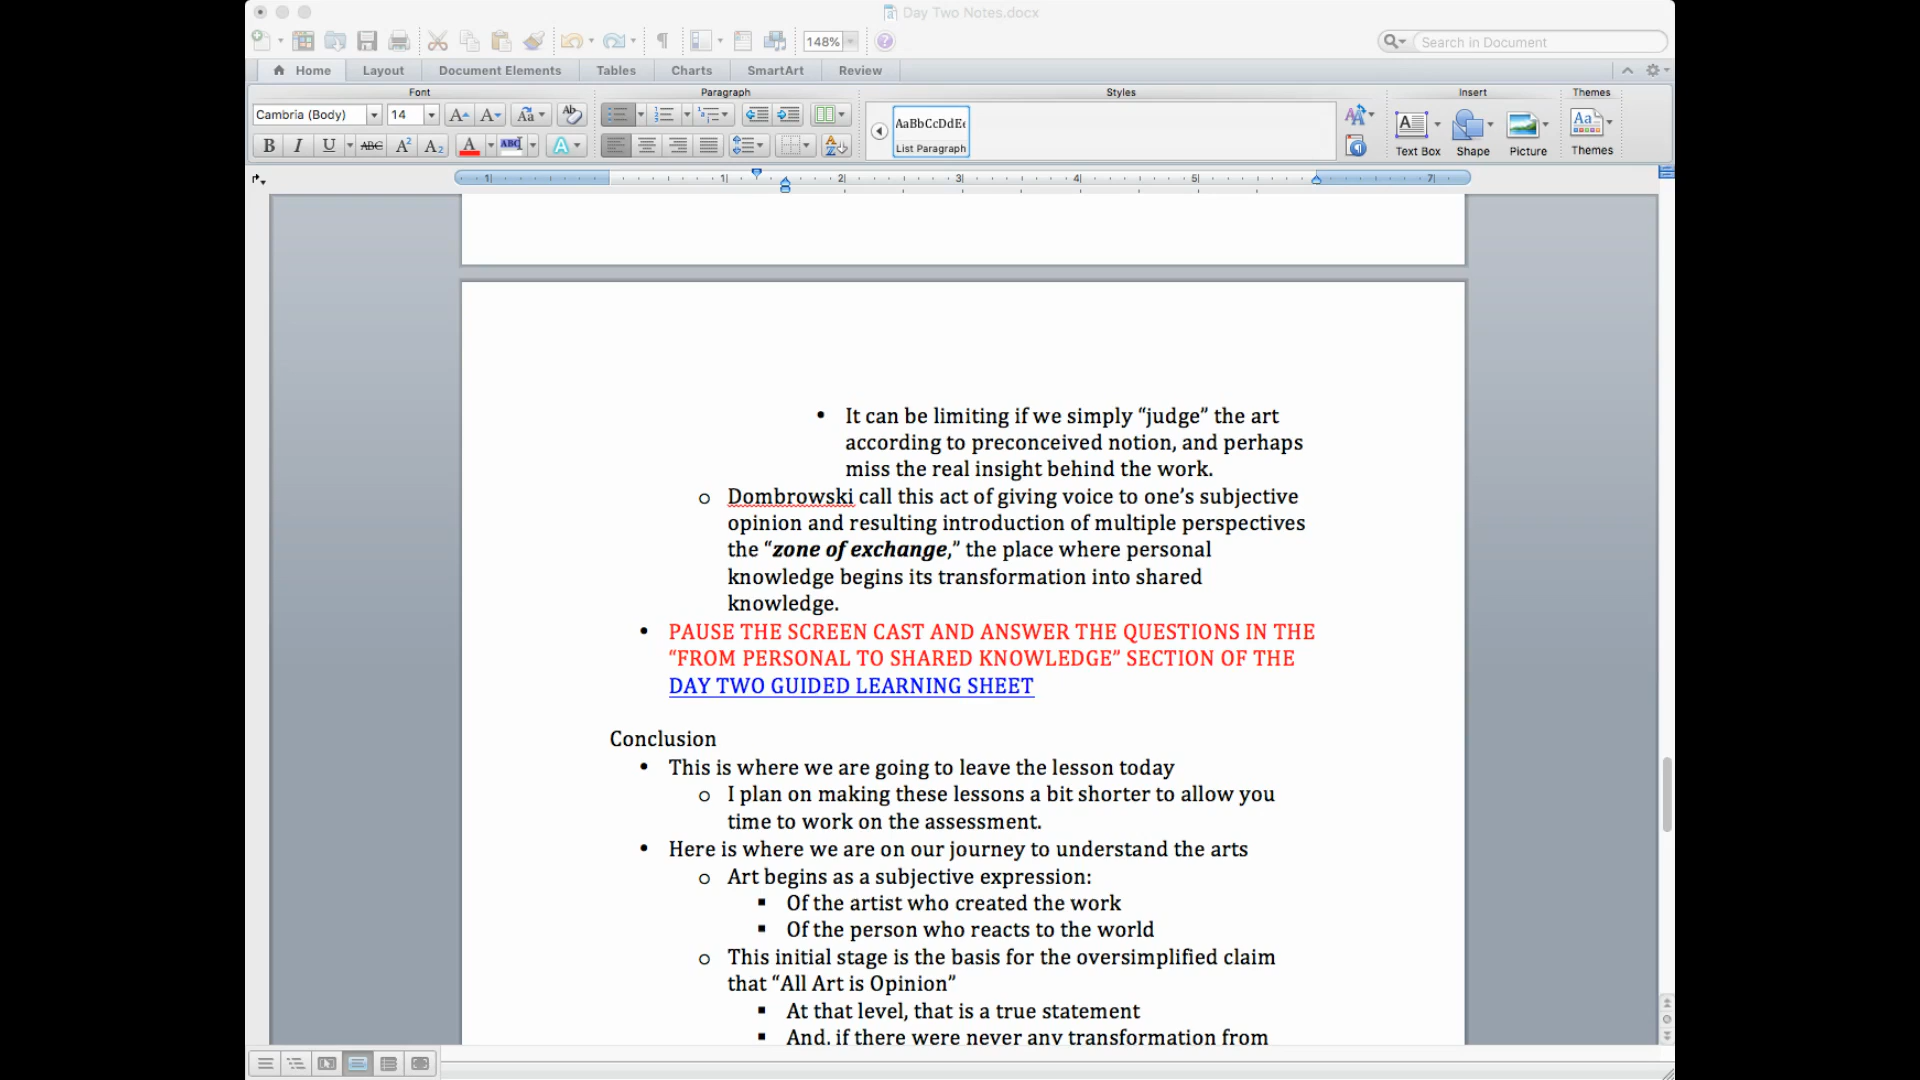 Day Two Notes.docx
148%
Search in Document
Home
Layout
Document Elements
Tables
Charts
SmartArt
Review
Font
Paragraph
Styles
Insert
Themes
Cambria (Body)
14
AaBbCcDdEe
List Paragraph
Text Box
Shape
Picture
Themes
It can be limiting if we simply “judge” the art
according to preconceived notion, and perhaps
miss the real insight behind the work.
Dombrowski call this act of giving voice to one’s subjective
opinion and resulting introduction of multiple perspectives
the “zone of exchange,” the place where personal
knowledge begins its transformation into shared
knowledge.
PAUSE THE SCREEN CAST AND ANSWER THE QUESTIONS IN THE
“FROM PERSONAL TO SHARED KNOWLEDGE” SECTION OF THE
DAY TWO GUIDED LEARNING SHEET
Conclusion
This is where we are going to leave the lesson today
I plan on making these lessons a bit shorter to allow you
time to work on the assessment.
Here is where we are on our journey to understand the arts
Art begins as a subjective expression:
Of the artist who created the work
Of the person who reacts to the world
This initial stage is the basis for the oversimplified claim
that “All Art is Opinion”
At that level, that is a true statement
And, if there were never any transformation from